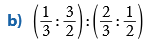 b) (1/3 : 3/2) : (2/3 : 1/2)